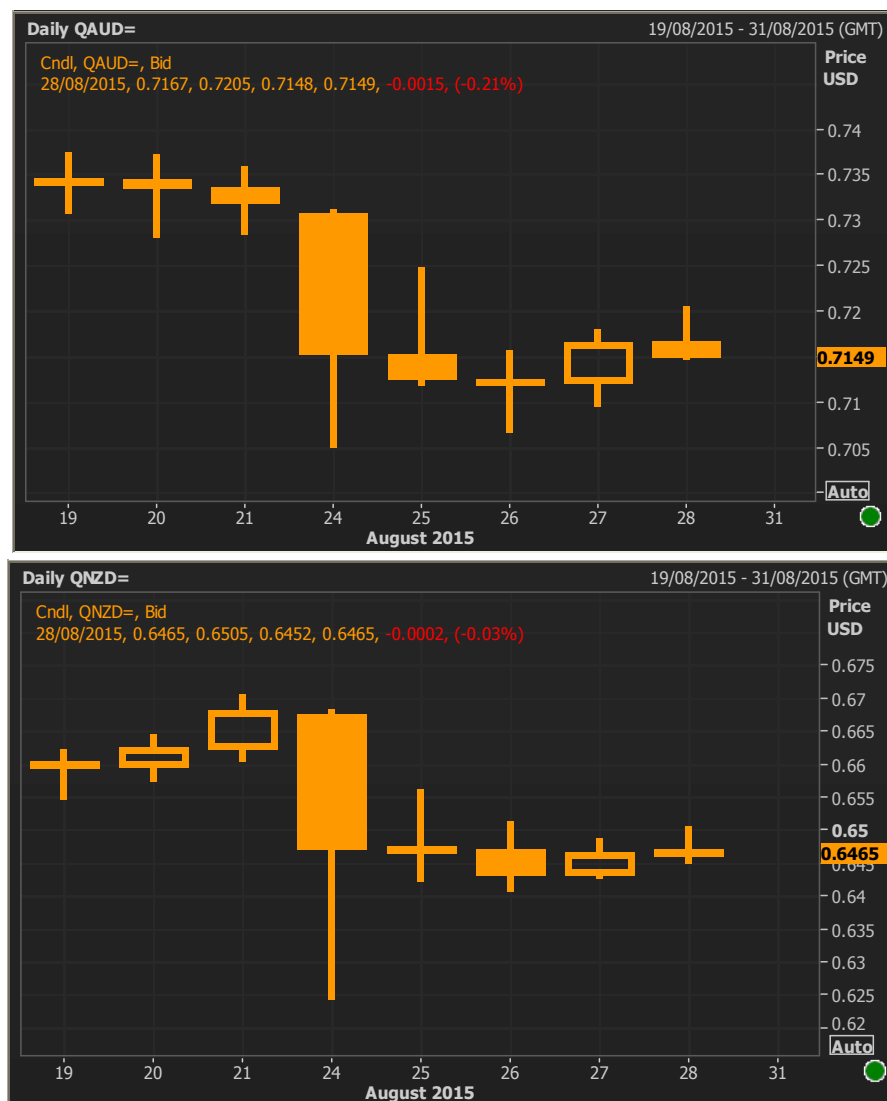 Daily QAUD= 19/08/2015 - 31/08/2015 (GMT)
Price
USD
Cndl, QAUD=, Bid
28/08/2015, 0.7167, 0.7205, 0.7148, 0.7149, -0.0015, (-0.21%)
0.74
0.735
0.73
0.725
0.72
0.7149
0.71
0.705
Auto
19 20 21 24 25 26 27 28 31
August 2015
Daily QNZD= 19/08/2015 - 31/08/2015 (GMT)
Price
USD
Cndl, QNZD=, Bid
28/08/2015, 0.6465, 0.6505, 0.6452, 0.6465, -0.0002, (-0.03%)
0.675
0.67
0.665
0.66
0.655
0.65
0.6465
0.645
0.64
0.635
0.63
0.625
0.62
Auto
19 20 21 24 25 26 27 28 31
August 2015